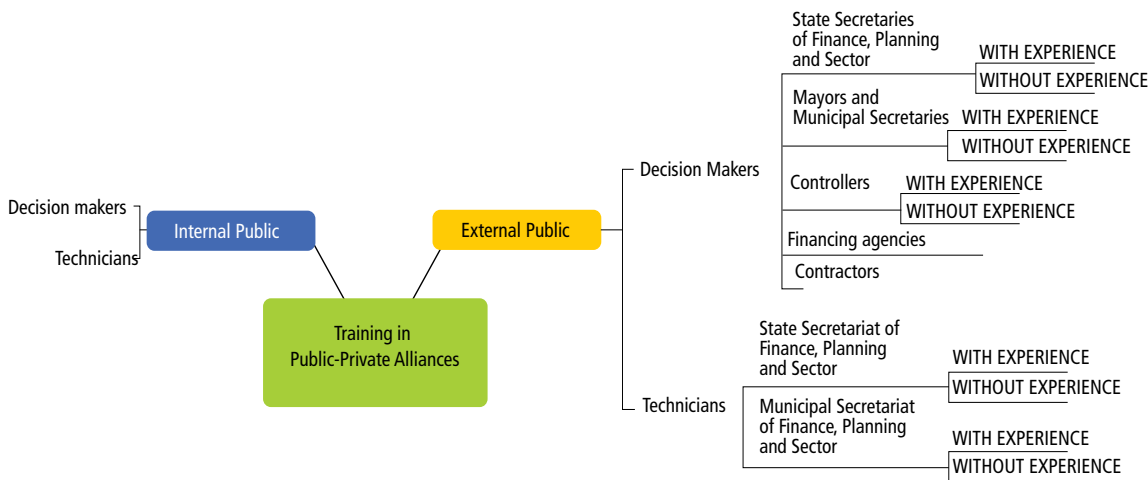 State Secretaries
of Finance, Planning
and Sector
WITH EXPERIENCE
WITHOUT EXPERIENCE
Mayors and
Municipal Secretaries
WITH EXPERIENCE
WITHOUT EXPERIENCE
Decision Makers
Controllers
WITH EXPERIENCE
WITHOUT EXPERIENCE
Decision makers
Internal Public
External Public
Technicians
Financing agencies
Contractors
Training in
Public-Private Alliances
State Secretariat of
Finance, Planning
and Sector
WITH EXPERIENCE
WITHOUT EXPERIENCE
Technicians
Municipal Secretariat
of Finance, Planning
and Sector
WITH EXPERIENCE
WITHOUT EXPERIENCE